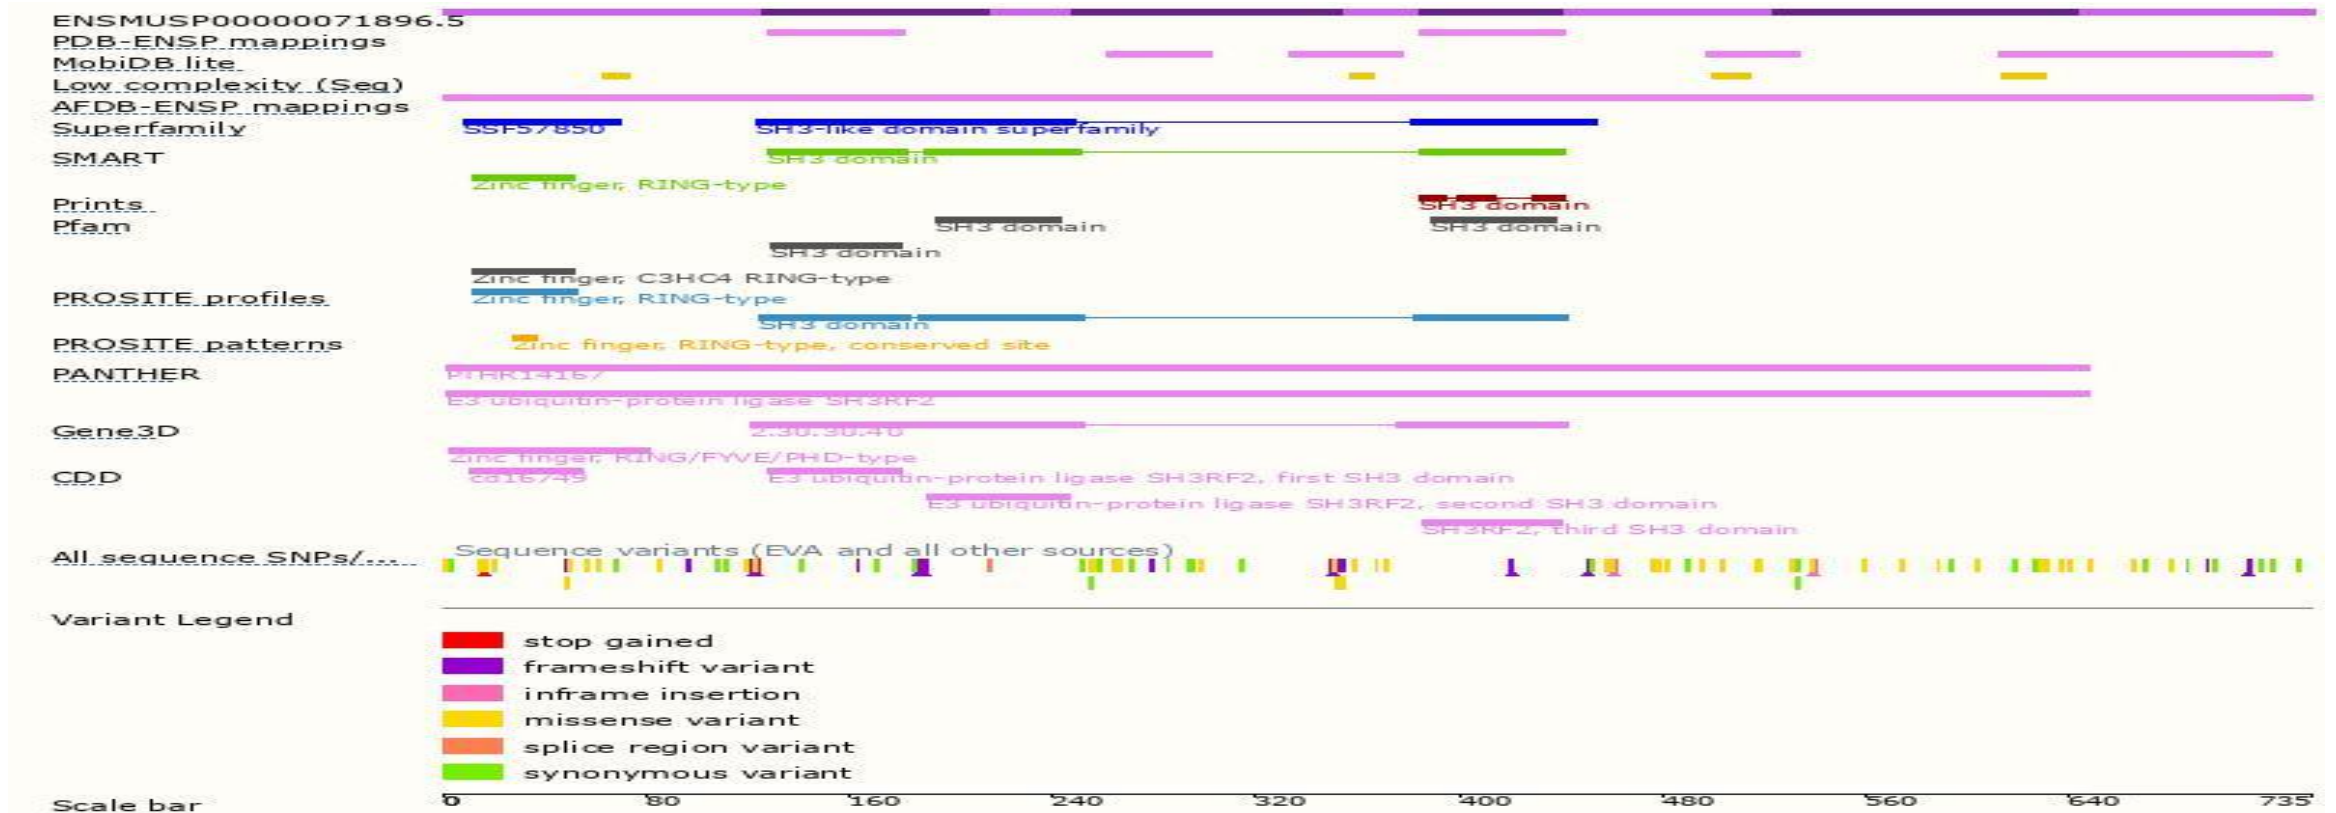 ENSMUSP00000071896.5
PDB-ENSP mappings
MobiDB lite
Low complexity (Seg)
AFDB-ENSP mappings
Superfamily SSF57850 SH3-like domain superfamily
SMART SH3 domain
Zinc finger, RING-type
Prints SH3 domain
Pfam SH3 domain SH3 domain
SH3 domain
Zinc finger, C3HC4 RING-type
PROSITE profiles Zinc finger, RING-type
SH3 domain
PROSITE patterns Zinc finger, RING-type, conserved site
PANTHER PTHR14167
E3 ubiquitin-protein ligase SH3RF2
Gene3D 2.30.30.40
Zinc finger, RING/FYVE/PHD-type
CDD cd16749 E3 ubiquitin-protein ligase SH3RF2, first SH3 domain
E3 ubiquitin-protein ligase SH3RF2, second SH3 domain
SH3RF2, third SH3 domain
All sequence SNPs/... Sequence variants (EVA and all other sources)
Variant Legend
stop gained
frameshift variant
inframe insertion
missense variant
splice region variant
synonymous variant
Scale bar 0 80 160 240 320 400 480 560 640 735